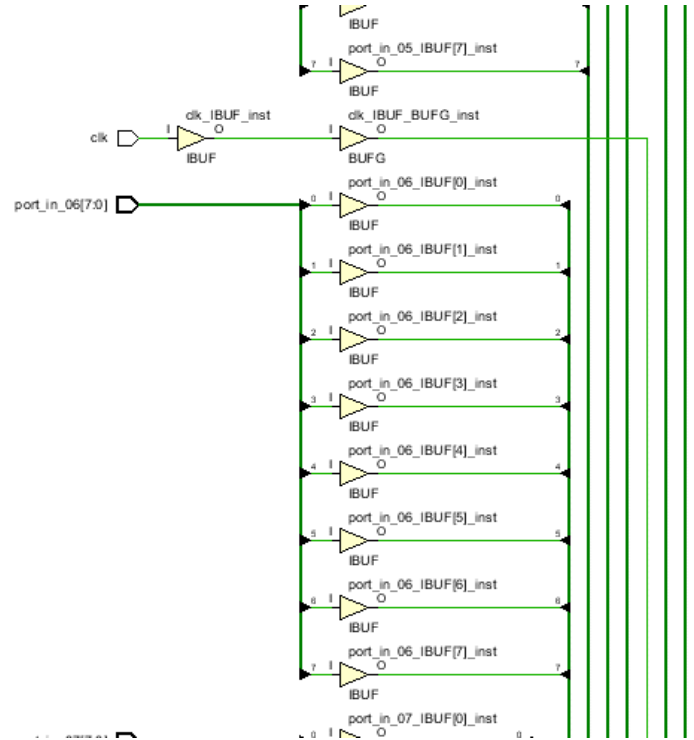 IBUF
port_in_05_IBUF[7]_inst
7 I O 7
IBUF
clk_IBUF_inst clk_IBUF_BUFG_inst
clk I O I O
IBUF BUFG
port_in_06_IBUF[0]_inst
port_in_06[7:0] 0 I O 0
IBUF
port_in_06_IBUF[1]_inst
1 I O 1
IBUF
port_in_06_IBUF[2]_inst
2 I O 2
IBUF
port_in_06_IBUF[3]_inst
3 I O 3
IBUF
port_in_06_IBUF[4]_inst
4 I O 4
IBUF
port_in_06_IBUF[5]_inst
5 I O 5
IBUF
port_in_06_IBUF[6]_inst
6 I O 6
IBUF
port_in_06_IBUF[7]_inst
7 I O 7
IBUF
port_in_07_IBUF[0]_inst
0 I O 0